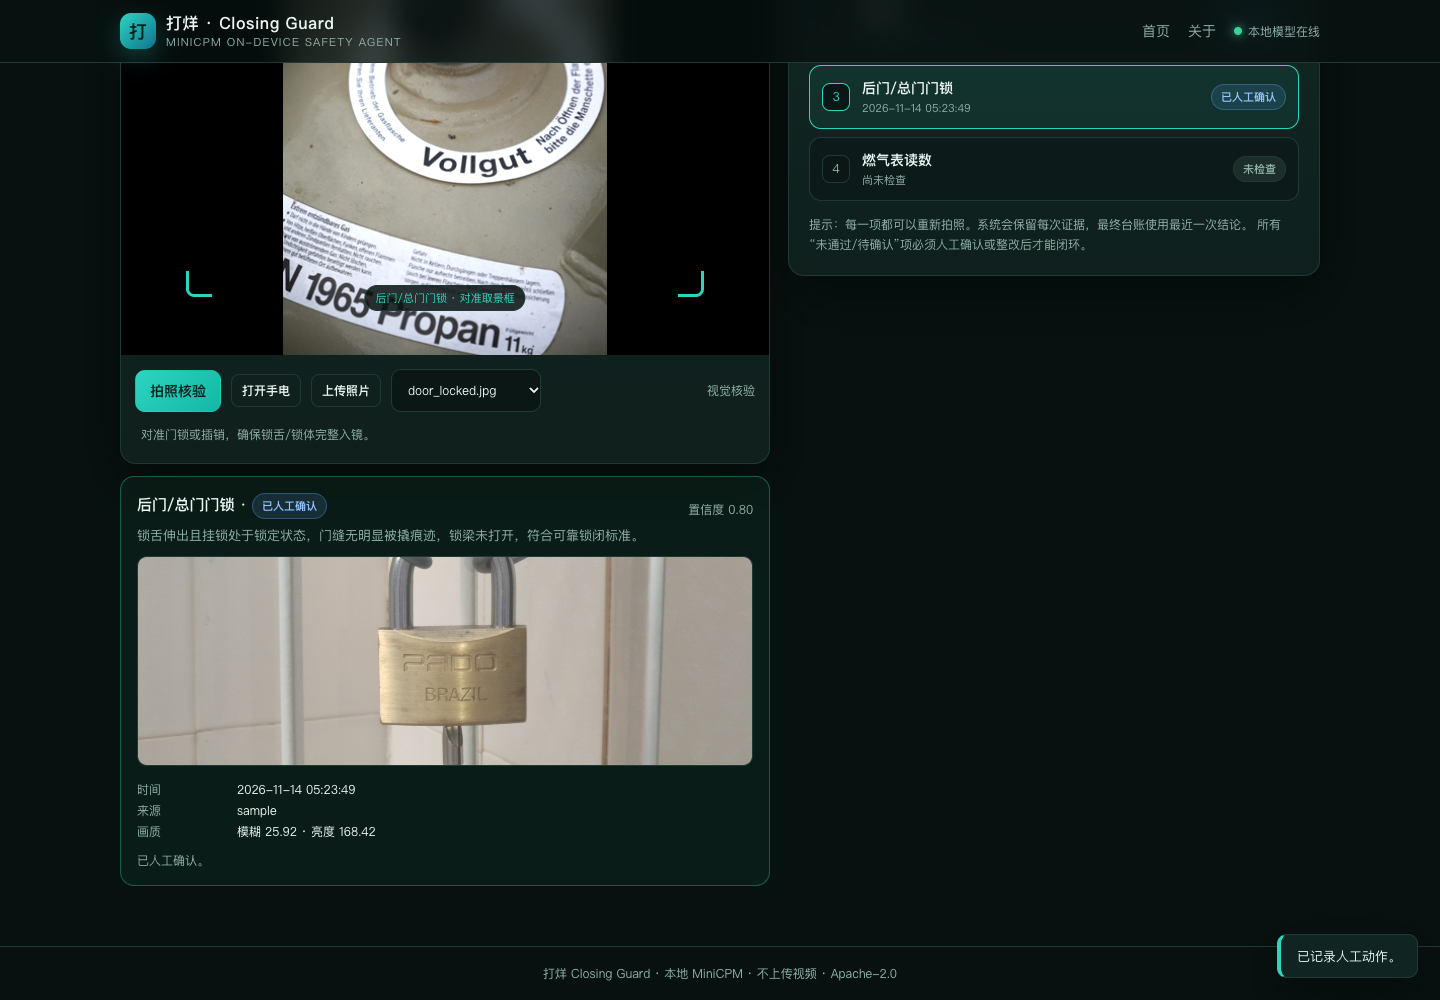 打
打烊 · Closing Guard
MINICPM ON-DEVICE SAFETY AGENT
首页
关于
本地模型在线
Nach Öffnen der
bitte die Manschette
Vollgut
Propan
11 kg
1965
后门/总门门锁 · 对准取景框
拍照核验
打开手电
上传照片
door_locked.jpg
视觉核验
对准门锁或插销，确保锁舌/锁体完整入镜。
后门/总门门锁 ·
已人工确认
置信度 0.80
锁舌伸出且挂锁处于锁定状态，门缝无明显被撬痕迹，锁梁未打开，符合可靠锁闭标准。
PADO
BRAZIL
时间
2026-11-14 05:23:49
来源
sample
画质
模糊 25.92 · 亮度 168.42
已人工确认。
3
后门/总门门锁
2026-11-14 05:23:49
已人工确认
4
燃气表读数
尚未检查
未检查
提示：每一项都可以重新拍照。系统会保留每次证据，最终台账使用最近一次结论。 所有
“未通过/待确认”项必须人工确认或整改后才能闭环。
打烊 Closing Guard · 本地 MiniCPM · 不上传视频 · Apache-2.0
已记录人工动作。